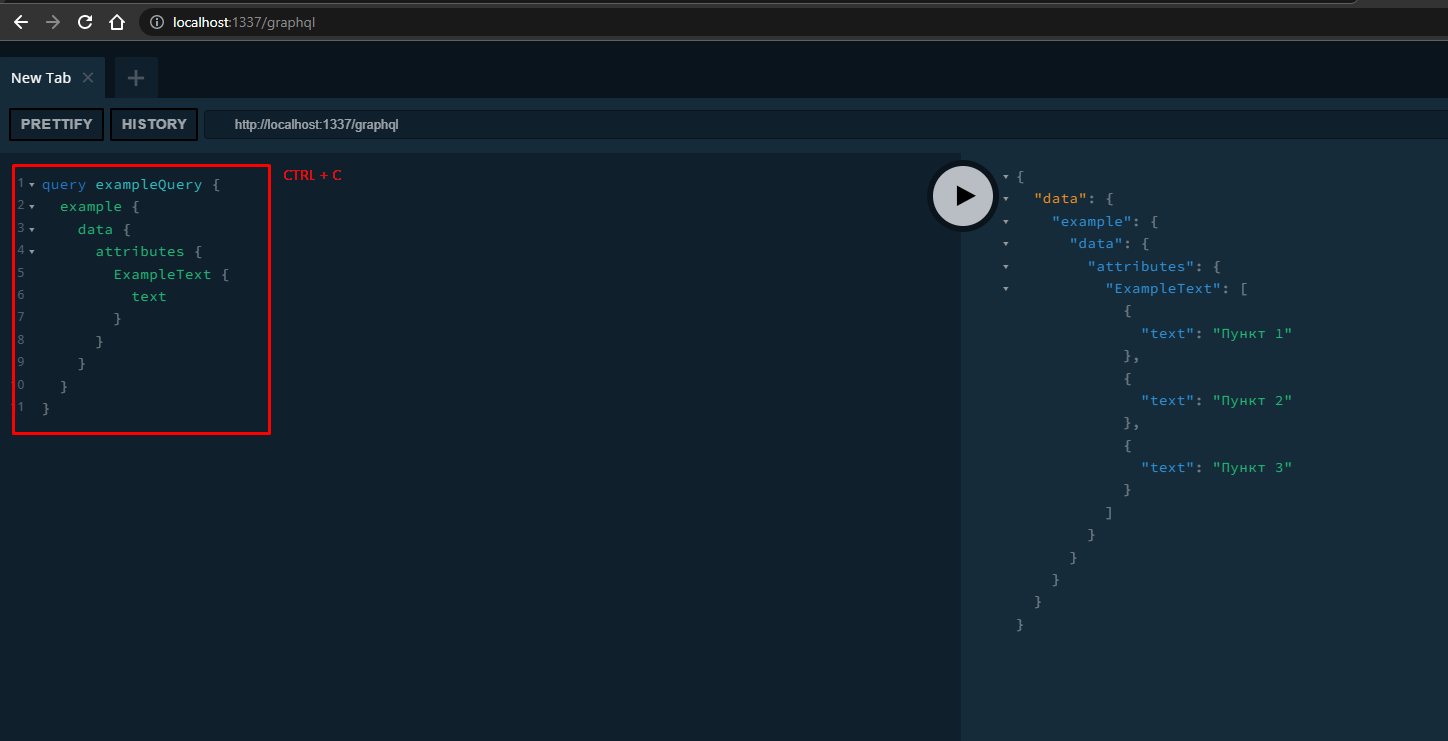 localhost:1337/graphql
New Tab
PRETTIFY HISTORY http://localhost:1337/graphql
CTRL + C
1 query exampleQuery {
2 example {
3 data {
4 attributes {
5 ExampleText {
6 text
7 }
8 }
9 }
0 }
1 }
{
"data": {
"example": {
"data": {
"attributes": {
"ExampleText": [
{
"text": "Пункт 1"
},
{
"text": "Пункт 2"
},
{
"text": "Пункт 3"
}
]
}
}
}
}
}